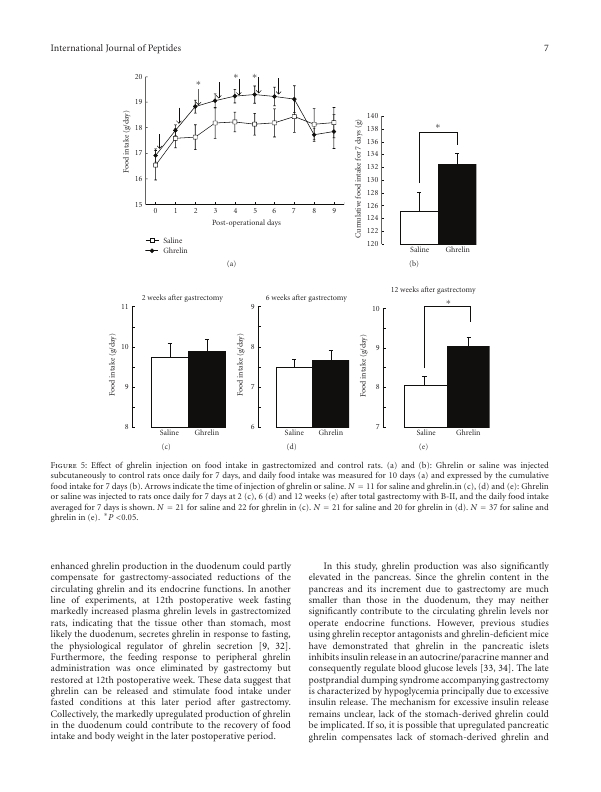 International Journal of Peptides
7
20
19
18
17
16
15
Food intake (g/day)
* * *
0 1 2 3 4 5 6 7 8 9
Post-operational days
Saline
Ghrelin
(a)
140
138
136
134
132
130
128
126
124
122
120
Cumulative food intake for 7 days (g)
*
Saline Ghrelin
(b)
2 weeks after gastrectomy
11
10
9
8
Food intake (g/day)
Saline Ghrelin
(c)
6 weeks after gastrectomy
9
8
7
6
Food intake (g/day)
Saline Ghrelin
(d)
12 weeks after gastrectomy
10
9
8
7
Food intake (g/day)
*
Saline Ghrelin
(e)
Figure 5: Effect of ghrelin injection on food intake in gastrectomized and control rats. (a) and (b): Ghrelin or saline was injected
subcutaneously to control rats once daily for 7 days, and daily food intake was measured for 10 days (a) and expressed by the cumulative
food intake for 7 days (b). Arrows indicate the time of injection of ghrelin or saline. N = 11 for saline and ghrelin.in (c), (d) and (e): Ghrelin
or saline was injected to rats once daily for 7 days at 2 (c), 6 (d) and 12 weeks (e) after total gastrectomy with B-II, and the daily food intake
averaged for 7 days is shown. N = 21 for saline and 22 for ghrelin in (c). N = 21 for saline and 20 for ghrelin in (d). N = 37 for saline and
ghrelin in (e). *P <0.05.
enhanced ghrelin production in the duodenum could partly
compensate for gastrectomy-associated reductions of the
circulating ghrelin and its endocrine functions. In another
line of experiments, at 12th postoperative week fasting
markedly increased plasma ghrelin levels in gastrectomized
rats, indicating that the tissue other than stomach, most
likely the duodenum, secretes ghrelin in response to fasting,
the physiological regulator of ghrelin secretion [9, 32].
Furthermore, the feeding response to peripheral ghrelin
administration was once eliminated by gastrectomy but
restored at 12th postoperative week. These data suggest that
ghrelin can be released and stimulate food intake under
fasted conditions at this later period after gastrectomy.
Collectively, the markedly upregulated production of ghrelin
in the duodenum could contribute to the recovery of food
intake and body weight in the later postoperative period.
In this study, ghrelin production was also significantly
elevated in the pancreas. Since the ghrelin content in the
pancreas and its increment due to gastrectomy are much
smaller than those in the duodenum, they may neither
significantly contribute to the circulating ghrelin levels nor
operate endocrine functions. However, previous studies
using ghrelin receptor antagonists and ghrelin-deficient mice
have demonstrated that ghrelin in the pancreatic islets
inhibits insulin release in an autocrine/paracrine manner and
consequently regulate blood glucose levels [33, 34]. The late
postprandial dumping syndrome accompanying gastrectomy
is characterized by hypoglycemia principally due to excessive
insulin release. The mechanism for excessive insulin release
remains unclear, lack of the stomach-derived ghrelin could
be implicated. If so, it is possible that upregulated pancreatic
ghrelin compensates lack of stomach-derived ghrelin and